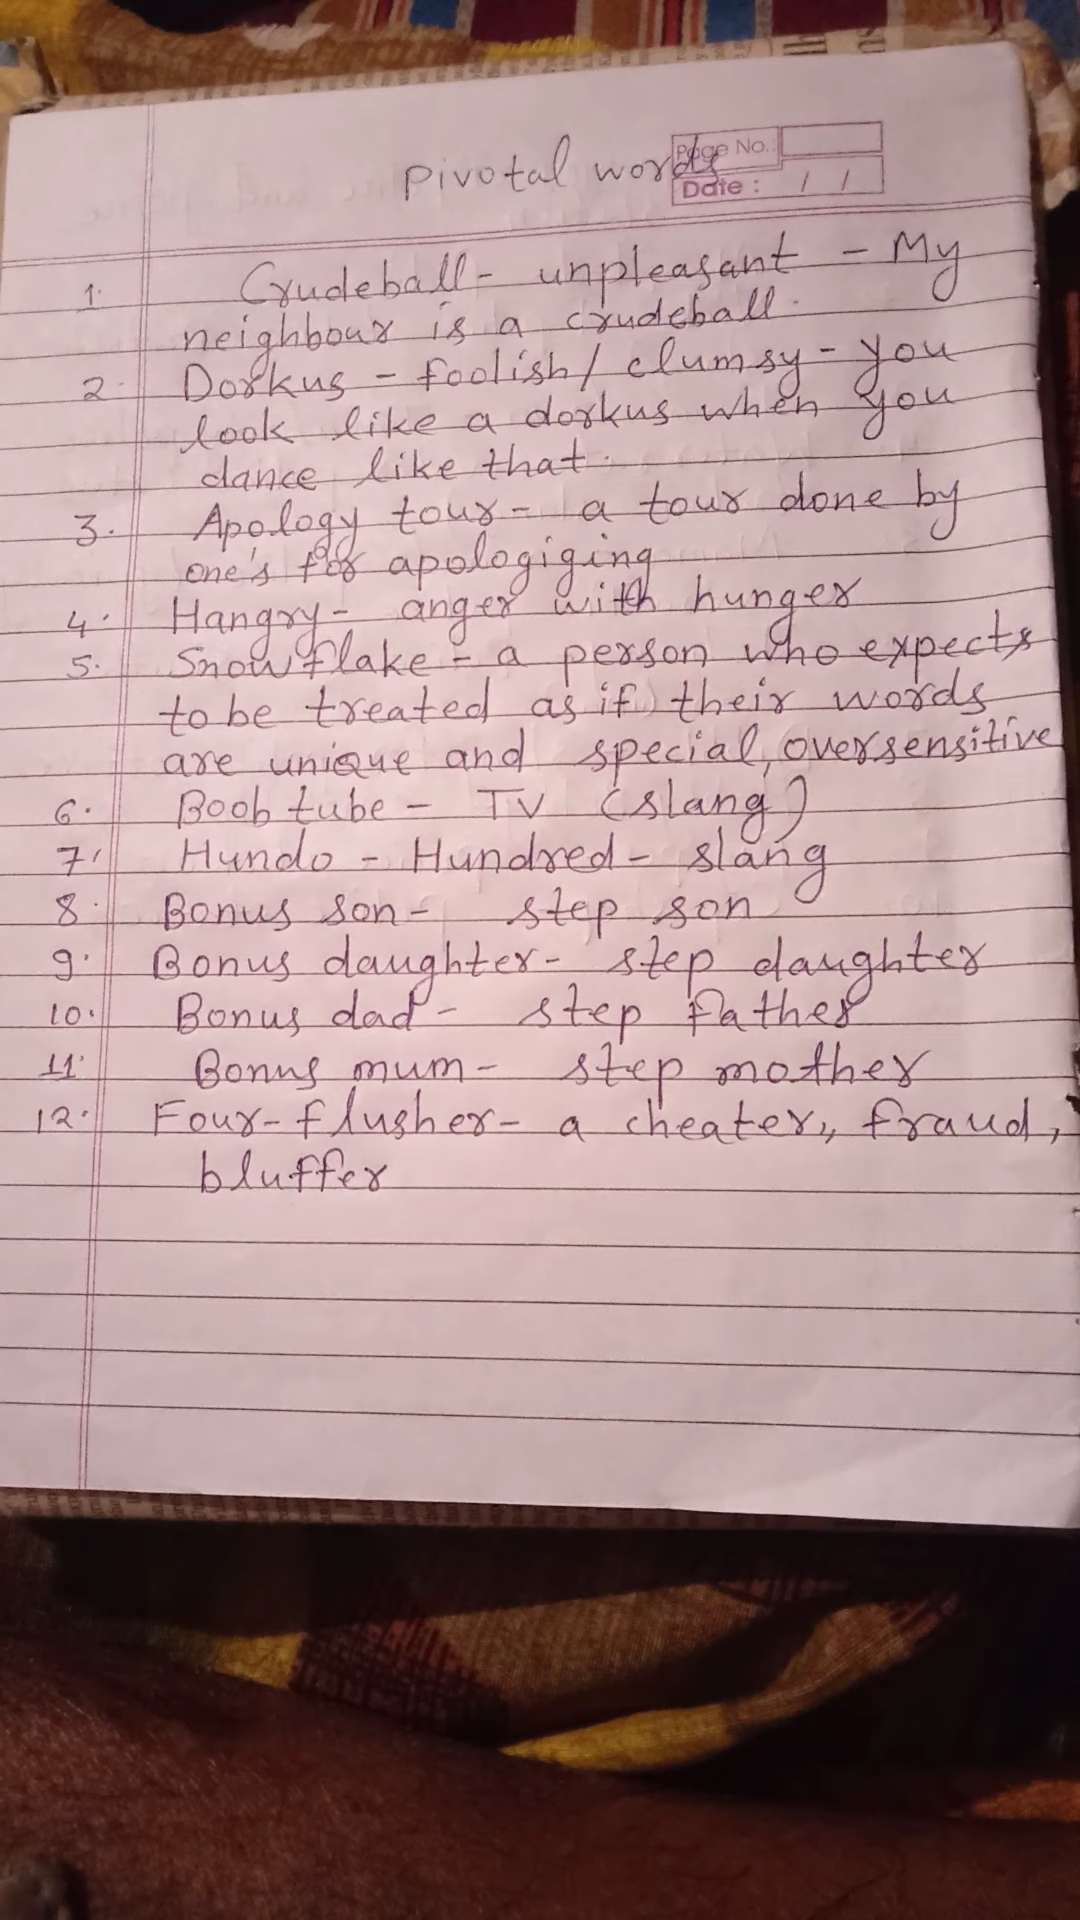 Pivotal words
Page No.:
Date : / /
1. Crudeball - unpleasant - My
neighbour is a crudeball.
2. Dorkus - foolish/ clumsy - you
look like a dorkus when you
dance like that.
3. Apology tour - a tour done by
one's for apologiging
4. Hangry - anger with hunger
5. Snowflake - a person who expects
to be treated as if their words
are unique and special, oversensitive
6. Boob tube - TV (slang)
7. Hundo - Hundred - slang
8. Bonus son - step son
9. Bonus daughter - step daughter
10. Bonus dad - step father
11. Bonus mum - step mother
12. Four-flusher - a cheater,, fraud,
bluffer